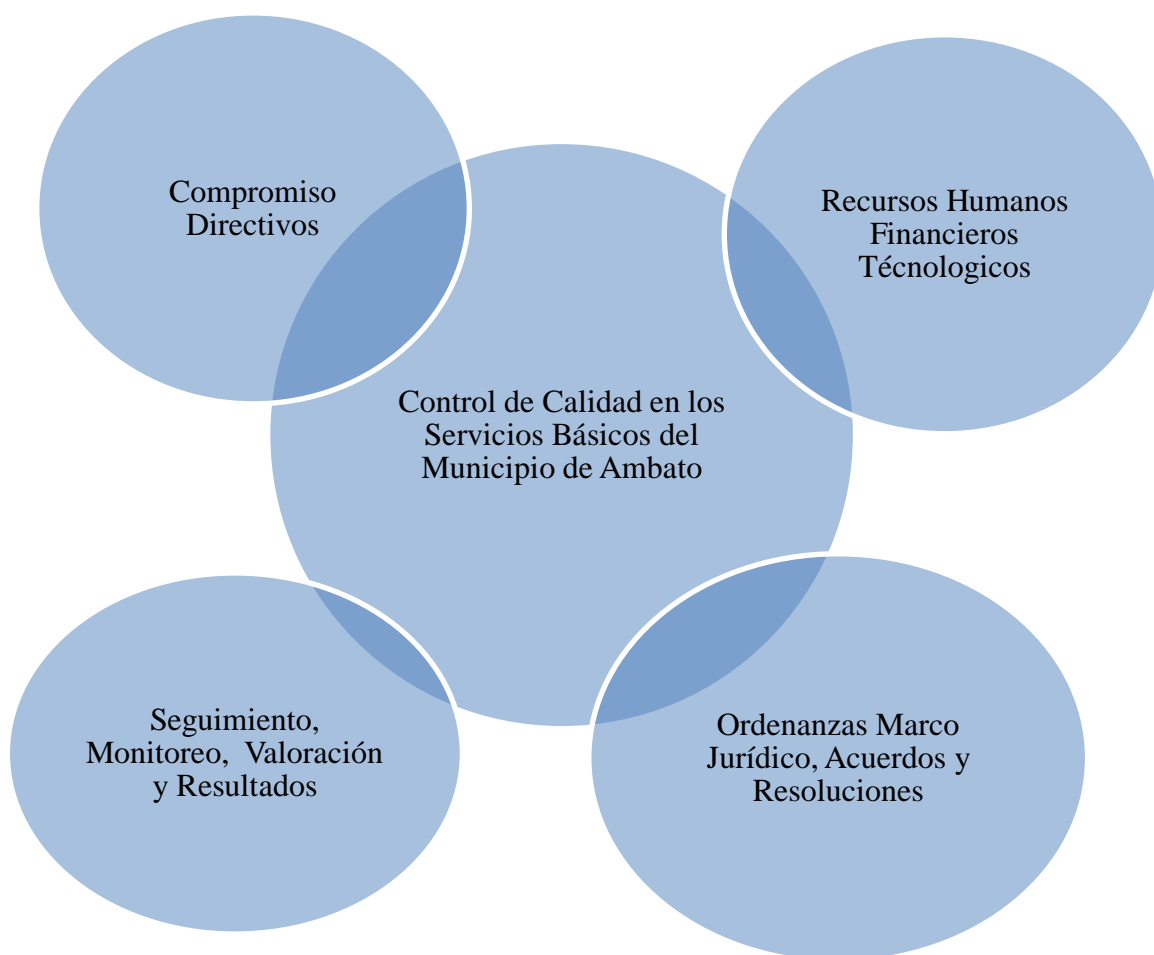 Compromiso
Directivos
Recursos Humanos
Financieros
Técnologicos
Control de Calidad en los
Servicios Básicos del
Municipio de Ambato
Seguimiento,
Monitoreo, Valoración
y Resultados
Ordenanzas Marco
Jurídico, Acuerdos y
Resoluciones